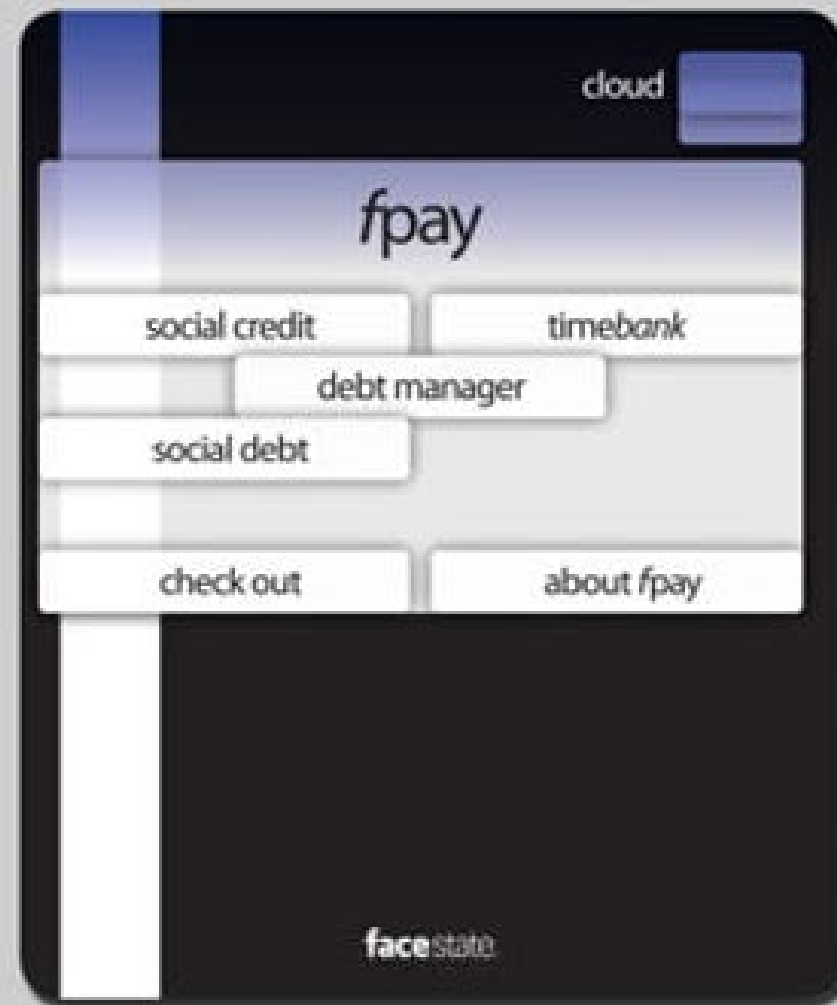 cloud
fpay
social credit timebank
debt manager
social debt
check out about fpay
facestate